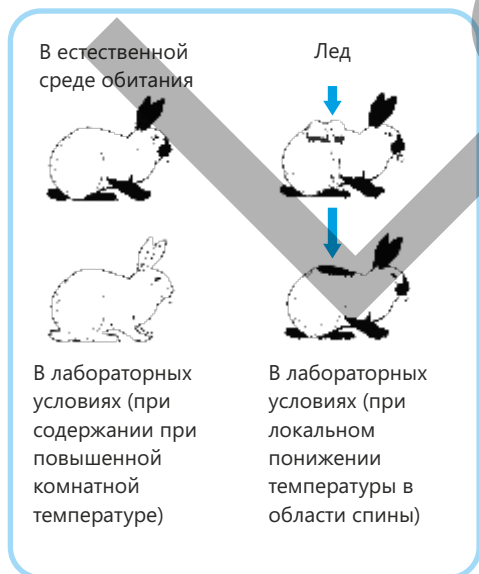 В естественной
среде обитания
Лед
В лабораторных
условиях (при
содержании при
повышенной
комнатной
температуре)
В лабораторных
условиях (при
локальном
понижении
температуры в
области спины)